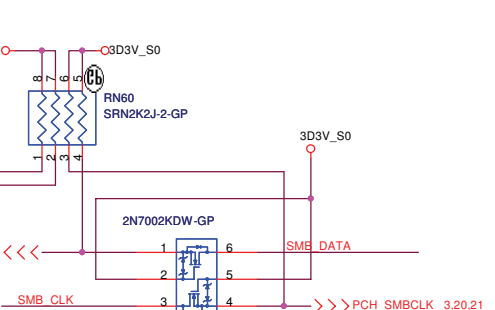 3D3V_S0
8 7 6 5
RN60
SRN2K2J-2-GP
3D3V_S0
1 2 3 4
2N7002KDW-GP
1 6 SMB_DATA
2 5
SMB_CLK 3 4 PCH_SMBCLK 3,20,21